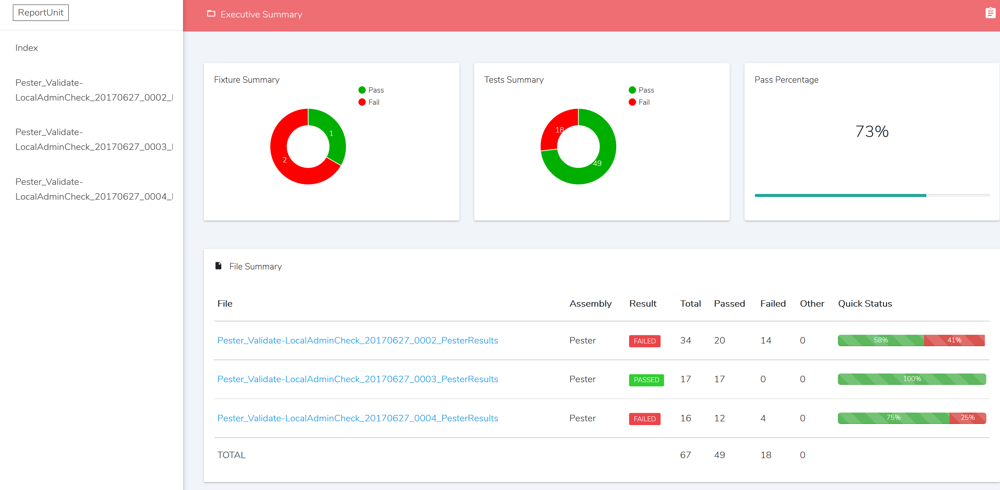 ReportUnit
Executive Summary
Index
Pester_Validate-
LocalAdminCheck_20170627_0002_
Pester_Validate-
LocalAdminCheck_20170627_0003_
Pester_Validate-
LocalAdminCheck_20170627_0004_
Fixture Summary
Pass
Fail
1
2
Tests Summary
Pass
Fail
18
49
Pass Percentage
73%
File Summary
File Assembly Result Total Passed Failed Other Quick Status
Pester_Validate-LocalAdminCheck_20170627_0002_PesterResults Pester FAILED 34 20 14 0 58% 41%
Pester_Validate-LocalAdminCheck_20170627_0003_PesterResults Pester PASSED 17 17 0 0 100%
Pester_Validate-LocalAdminCheck_20170627_0004_PesterResults Pester FAILED 16 12 4 0 75% 25%
TOTAL 67 49 18 0